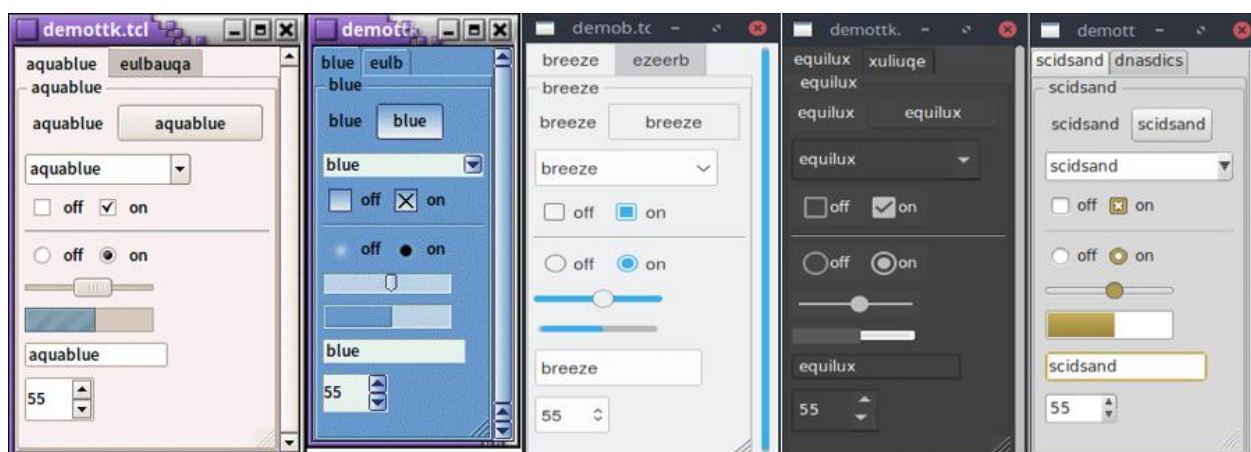 demottk.tcl
aquablue eulbauqa
aquablue
aquablue aquablue
aquablue
off on
off on
aquablue
55
demottk
blue eulb
blue
blue blue
blue
off on
off on
blue
55
demob.tc
breeze ezeerb
breeze
breeze breeze
breeze
off on
off on
breeze
55
demottk.
equilux xuliuqe
equilux
equilux equilux
equilux
off on
off on
equilux
55
demott
scidsand dnasdics
scidsand
scidsand scidsand
scidsand
off on
off on
scidsand
55